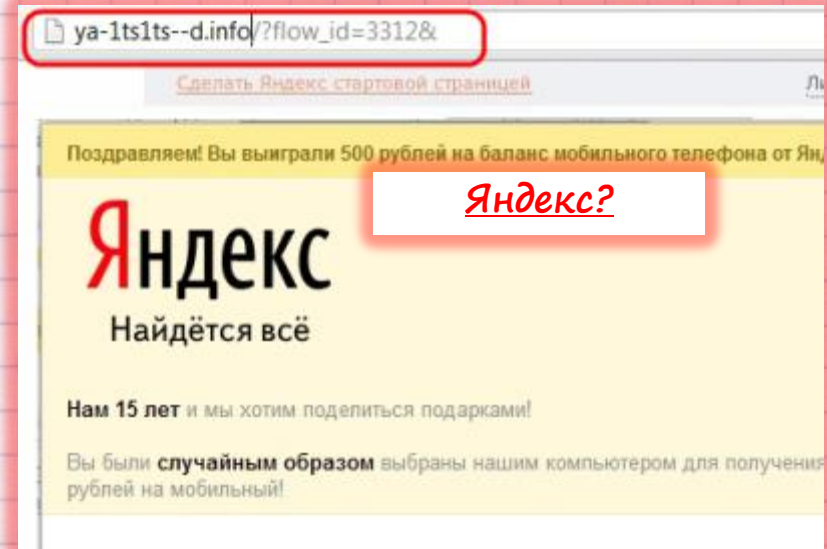 ya-1ts1ts--d.info/?flow_id=3312&
Сделать Яндекс стартовой страницей
Поздравляем! Вы выиграли 500 рублей на баланс мобильного телефона от
Яндекс?
Яндекс
Найдётся всё
Нам 15 лет и мы хотим поделиться подарками!
Вы были случайным образом выбраны нашим компьютером для получения
рублей на мобильный!